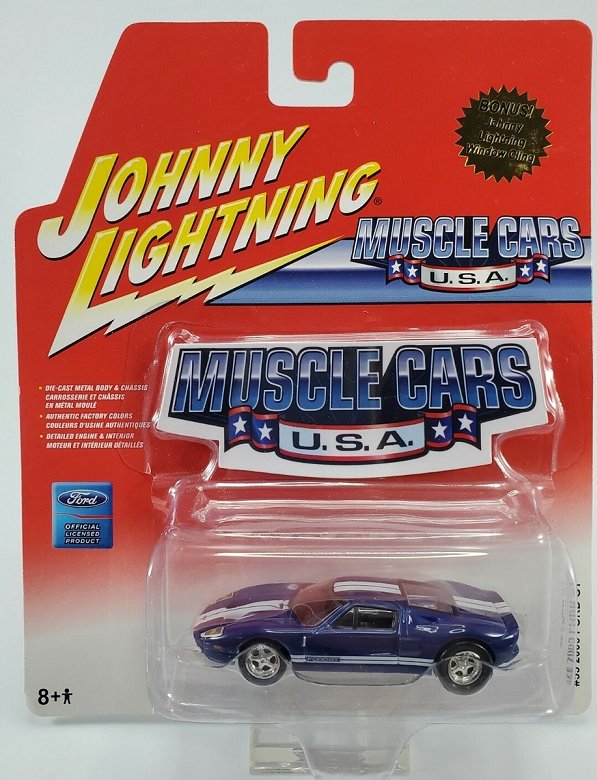 BONUS!
Johnny
Lightning
Window Cling
JOHNNY
LIGHTNING®
MUSCLE CARS
U.S.A.
MUSCLE CARS
U.S.A.
• DIE-CAST METAL BODY & CHASSIS
CARROSSERIE ET CHÂSSIS
EN MÉTAL MOULÉ
• AUTHENTIC FACTORY COLORS
COULEURS D'USINE AUTHENTIQUES
• DETAILED ENGINE & INTERIOR
MOTEUR ET INTÉRIEUR DÉTAILLÉS
Ford
OFFICIAL
LICENSED
PRODUCT
FORD GT
8+